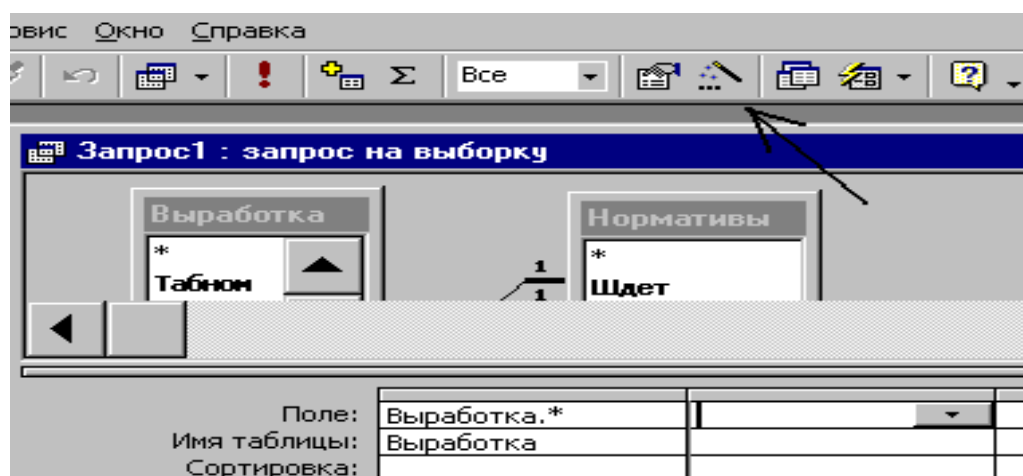 рвис Окно Справка
Σ Все
Запрос1 : запрос на выборку
Выработка Нормативы
* *
Табном 1 Шдет
1
Поле: Выработка.*
Имя таблицы: Выработка
Сортировка: